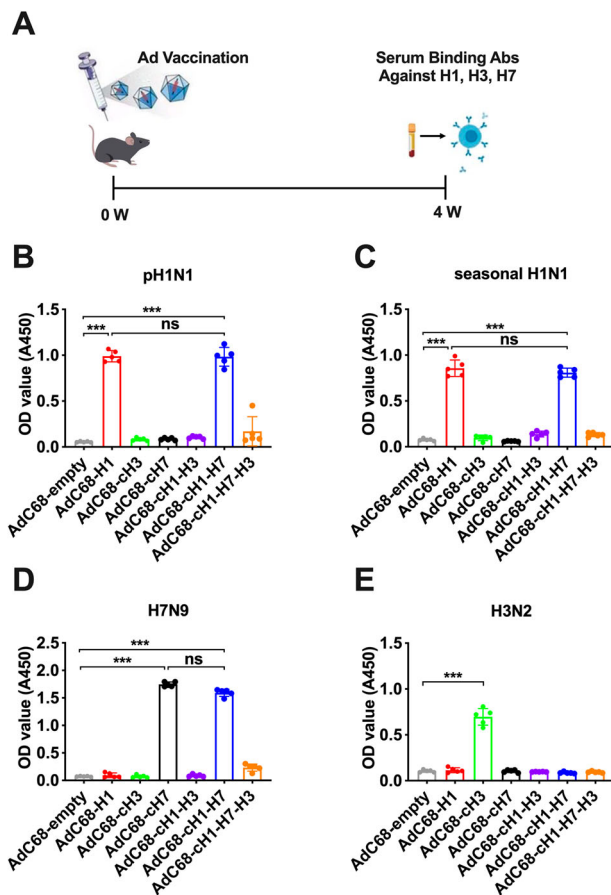 A
Ad Vaccination
Serum Binding Abs
Against H1, H3, H7
0 W
4 W
B
pH1N1
OD value (A450)
1.5
1.0
0.5
0.0
***
***
ns
AdC68-empty
AdC68-H1
AdC68-cH3
AdC68-cH7
AdC68-cH1-H3
AdC68-cH1-H7
AdC68-cH1-H7-H3
C
seasonal H1N1
OD value (A450)
1.5
1.0
0.5
0.0
***
***
ns
AdC68-empty
AdC68-H1
AdC68-cH3
AdC68-cH7
AdC68-cH1-H3
AdC68-cH1-H7
AdC68-cH1-H7-H3
D
H7N9
OD value (A450)
2.5
2.0
1.5
1.0
0.5
0.0
***
***
ns
AdC68-empty
AdC68-H1
AdC68-cH3
AdC68-cH7
AdC68-cH1-H3
AdC68-cH1-H7
AdC68-cH1-H7-H3
E
H3N2
OD value (A450)
1.5
1.0
0.5
0.0
***
AdC68-empty
AdC68-H1
AdC68-cH3
AdC68-cH7
AdC68-cH1-H3
AdC68-cH1-H7
AdC68-cH1-H7-H3